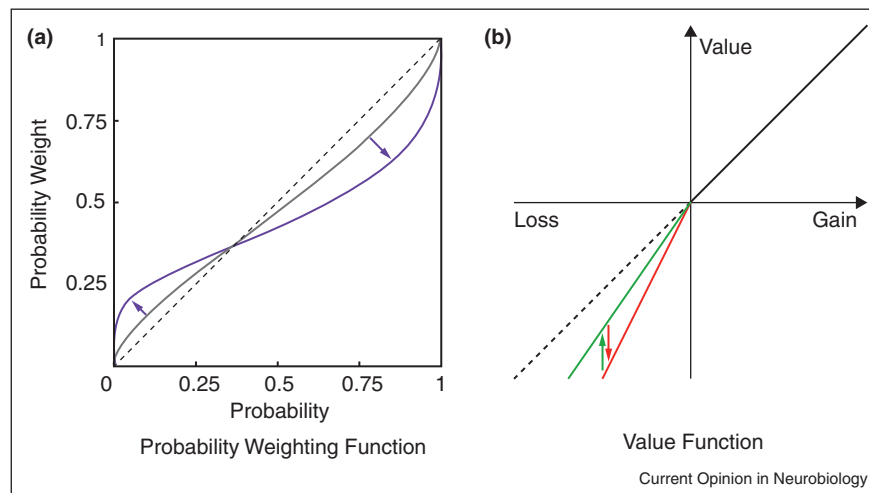 (a)
1
0.75
0.5
0.25
0
0.25
0.5
0.75
1
Probability Weight
Probability
Probability Weighting Function
(b)
Value
Loss
Gain
Value Function
Current Opinion in Neurobiology